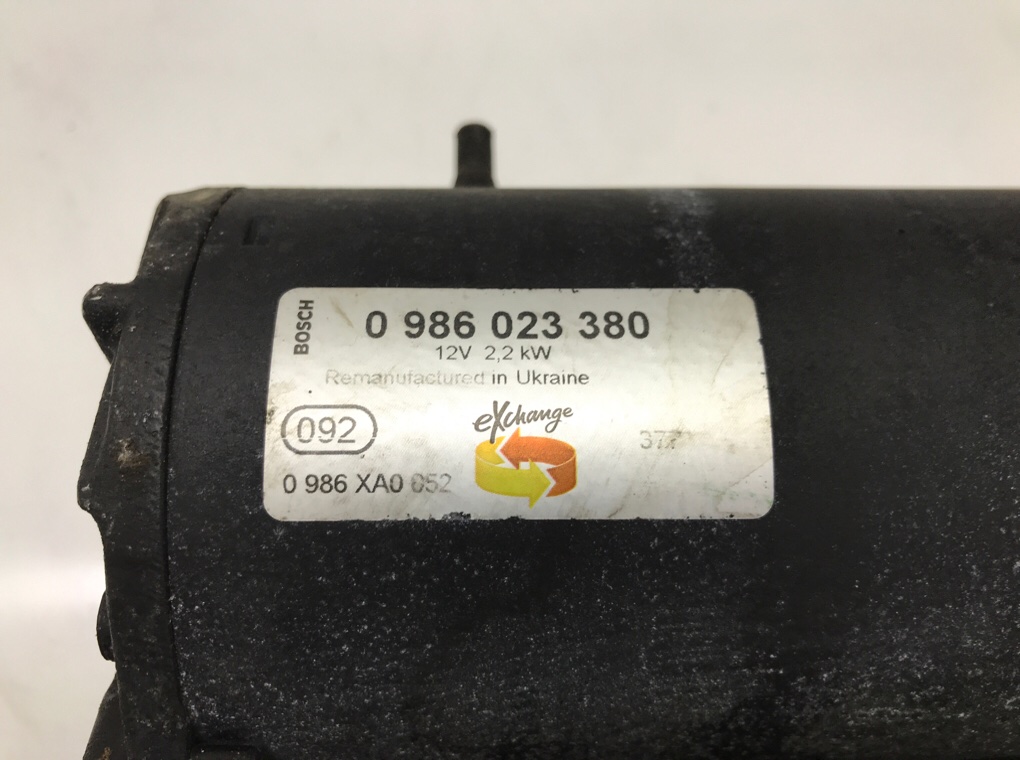 BOSCH
0 986 023 380
12V 2,2 kW
Remanufactured in Ukraine
092
eXchange
0 986 XA0 052